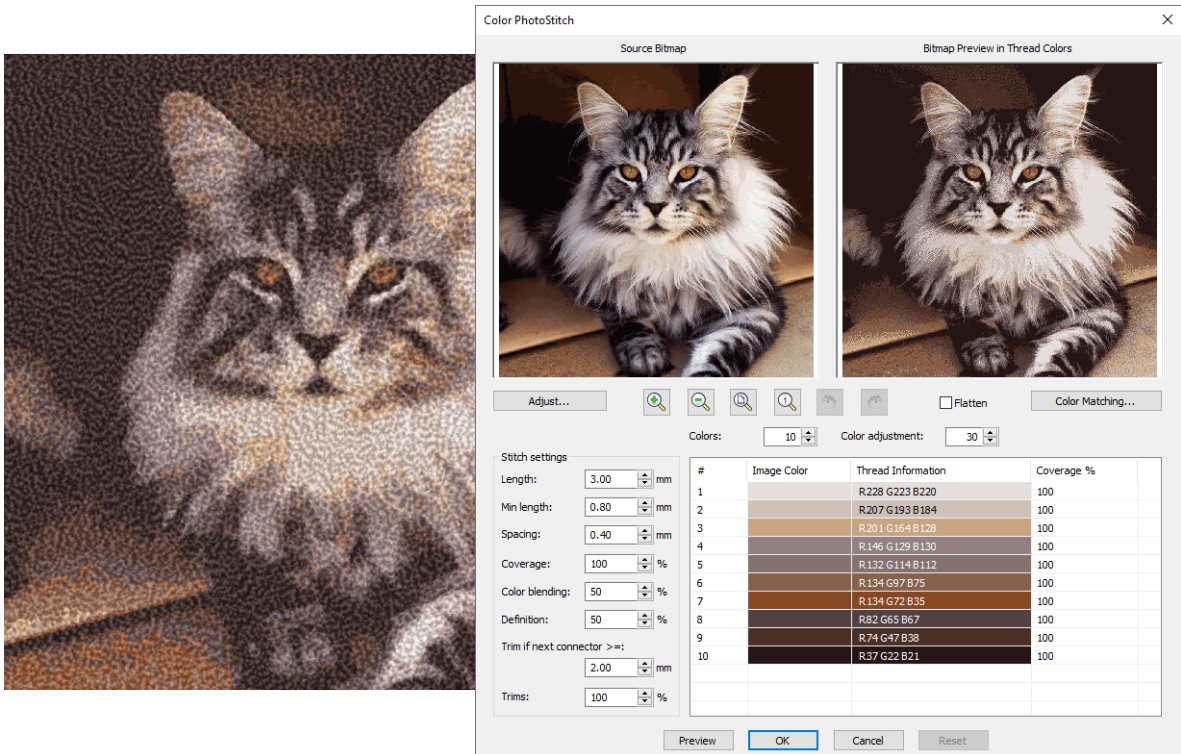 Color PhotoStitch
Source Bitmap
Bitmap Preview in Thread Colors
Adjust...
1
Flatten
Color Matching...
Colors: 10 Color adjustment: 30
Stitch settings
Length: 3.00 mm
Min length: 0.80 mm
Spacing: 0.40 mm
Coverage: 100 %
Color blending: 50 %
Definition: 50 %
Trim if next connector >=:
2.00 mm
Trims: 100 %
# Image Color Thread Information Coverage %
1 R228 G223 B220 100
2 R207 G193 B184 100
3 R201 G164 B128 100
4 R146 G129 B130 100
5 R132 G114 B112 100
6 R134 G97 B75 100
7 R134 G72 B35 100
8 R82 G65 B67 100
9 R74 G47 B38 100
10 R37 G22 B21 100
Preview OK Cancel Reset